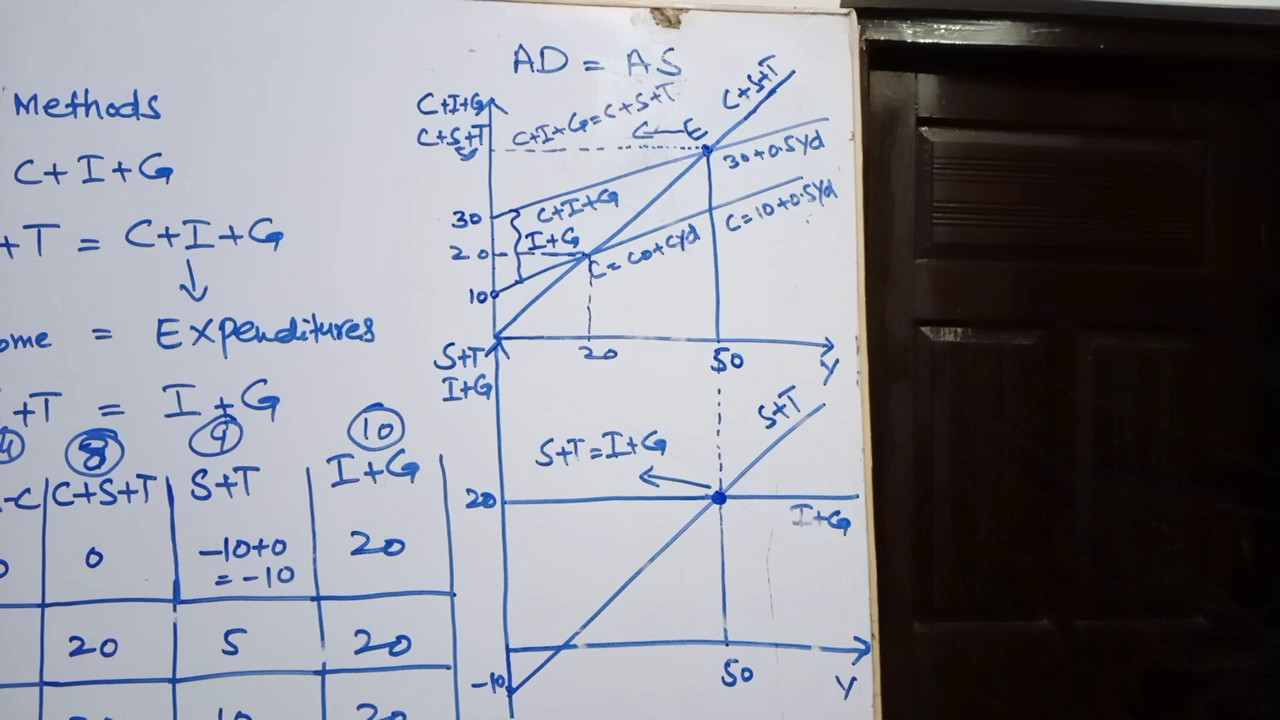 Methods
C+I+G
+T = C+I+G
ome = Expenditures
+T = I+G
8
9
10
-C
C+S+T
S+T
I+G
0
-10+0
= -10
20
20
5
20
AD = AS
C+I+G
C+S+T
C+I+G=C+S+T
E
C+S+T
30+0.5Yd
30
C+I+G
20
I+G
C=C0+CYd
C=10+0.5Yd
10
20
50
Y
S+T
I+G
S+T
S+T=I+G
20
I+G
-10
50
Y